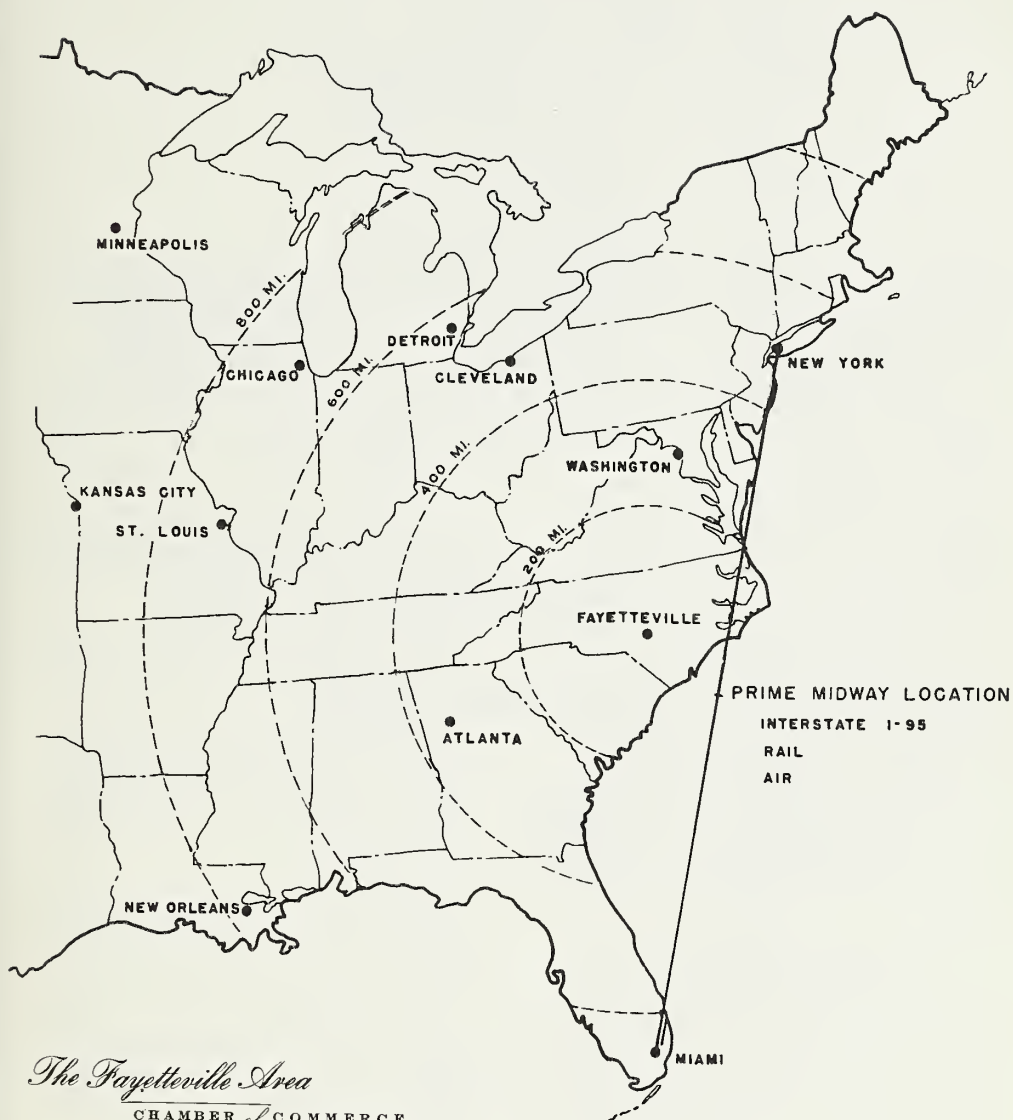 MINNEAPOLIS
800 MI.
DETROIT
CHICAGO
600 MI.
CLEVELAND
NEW YORK
400 MI.
WASHINGTON
KANSAS CITY
ST. LOUIS
200 MI.
FAYETTEVILLE
PRIME MIDWAY LOCATION
INTERSTATE I-95
RAIL
AIR
ATLANTA
NEW ORLEANS
MIAMI
The Fayetteville Area
CHAMBER of COMMERCE